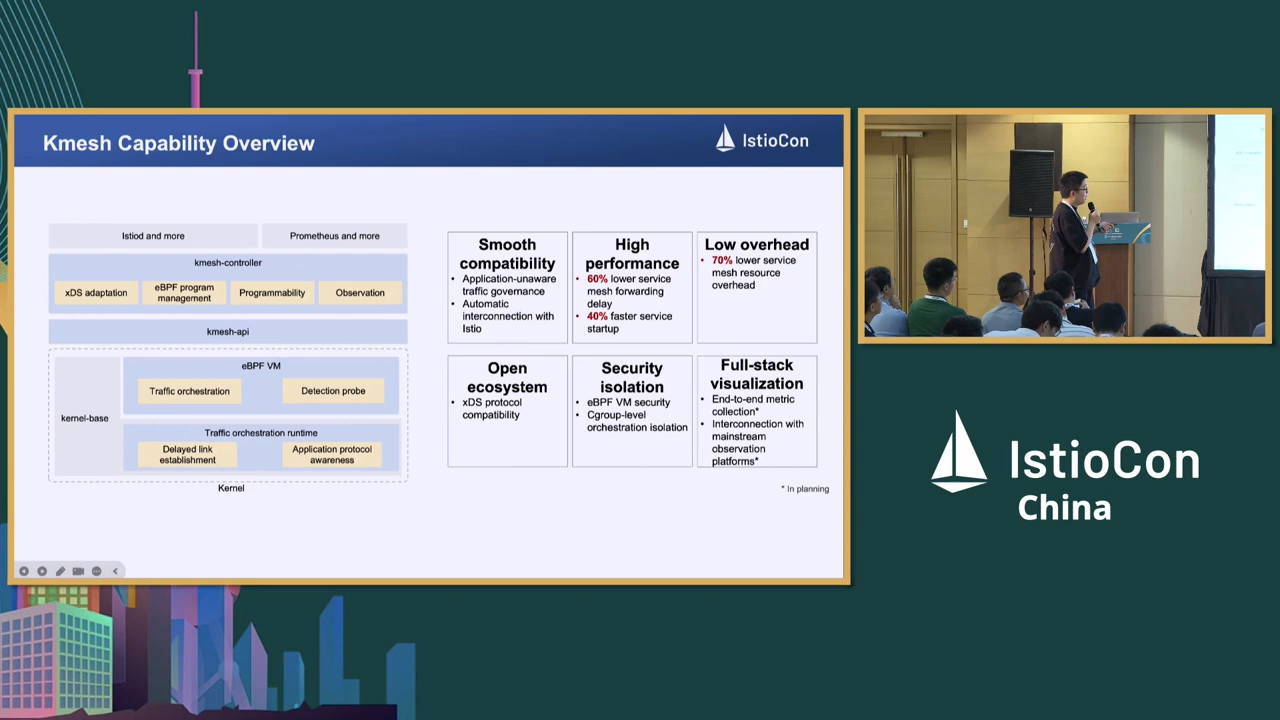 Kmesh Capability Overview
IstioCon
Istiod and more
Prometheus and more
kmesh-controller
xDS adaptation
eBPF program
management
Programmability
Observation
kmesh-api
kernel-base
eBPF VM
Traffic orchestration
Detection probe
Traffic orchestration runtime
Delayed link
establishment
Application protocol
awareness
Kernel
Smooth
compatibility
• Application-unaware
traffic governance
• Automatic
interconnection with
Istio
High
performance
• 60% lower service
mesh forwarding
delay
• 40% faster service
startup
Low overhead
• 70% lower service
mesh resource
overhead
Open
ecosystem
• xDS protocol
compatibility
Security
isolation
• eBPF VM security
• Cgroup-level
orchestration isolation
Full-stack
visualization
• End-to-end metric
collection*
• Interconnection with
mainstream
observation
platforms*
* In planning
IstioCon
China